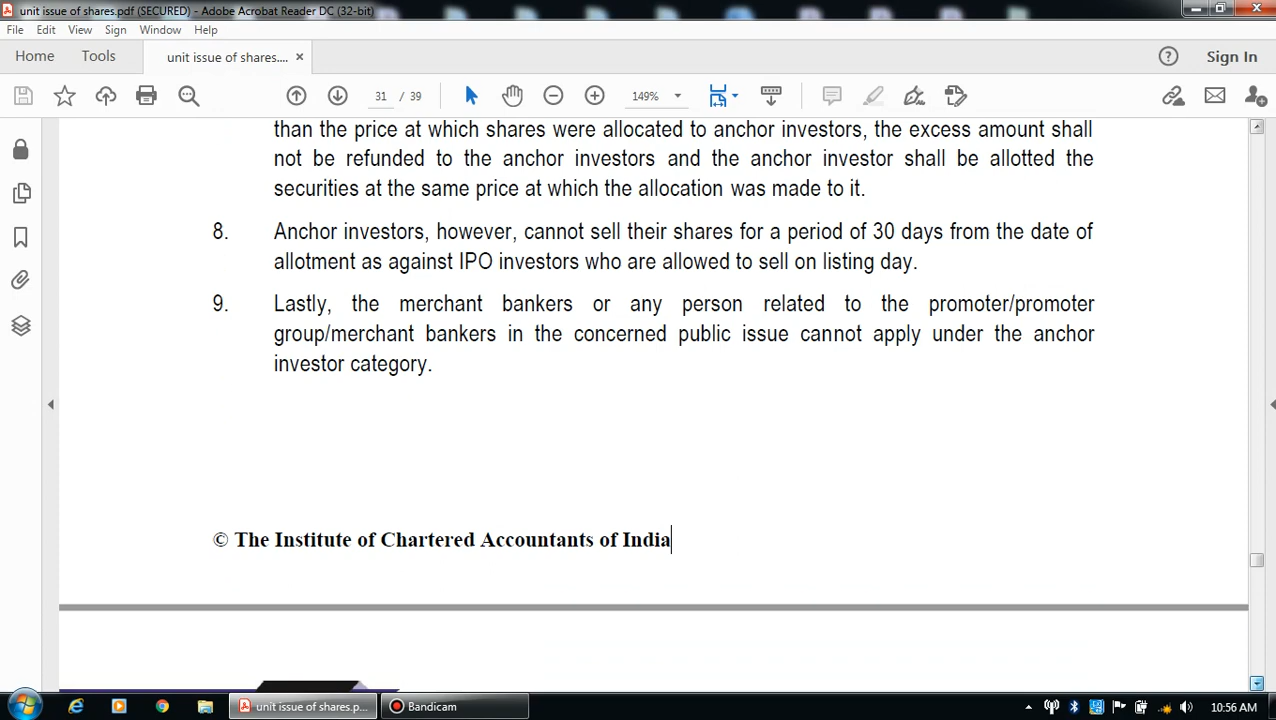 unit issue of shares.pdf (SECURED) - Adobe Acrobat Reader DC (32-bit)
File Edit View Sign Window Help
Home Tools unit issue of shares.... × Sign In
31 / 39 149%
than the price at which shares were allocated to anchor investors, the excess amount shall
not be refunded to the anchor investors and the anchor investor shall be allotted the
securities at the same price at which the allocation was made to it.
8. Anchor investors, however, cannot sell their shares for a period of 30 days from the date of
allotment as against IPO investors who are allowed to sell on listing day.
9. Lastly, the merchant bankers or any person related to the promoter/promoter
group/merchant bankers in the concerned public issue cannot apply under the anchor
investor category.
© The Institute of Chartered Accountants of India
unit issue of shares.p... Bandicam 10:56 AM